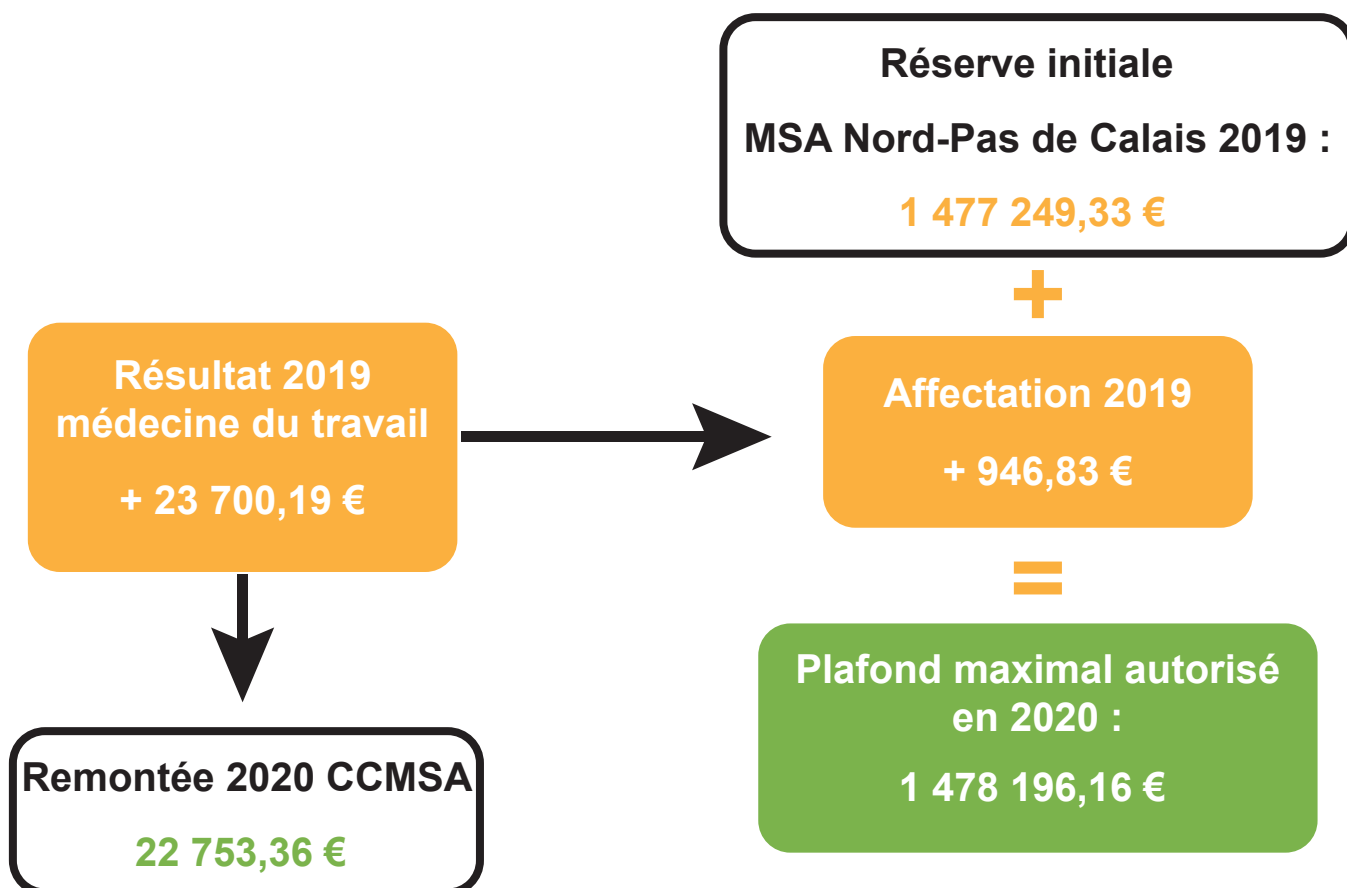 Réserve initiale
MSA Nord-Pas de Calais 2019 :
1 477 249,33 €
+
Résultat 2019
médecine du travail
+ 23 700,19 €
Affectation 2019
+ 946,83 €
=
Plafond maximal autorisé
en 2020 :
1 478 196,16 €
Remontée 2020 CCMSA
22 753,36 €